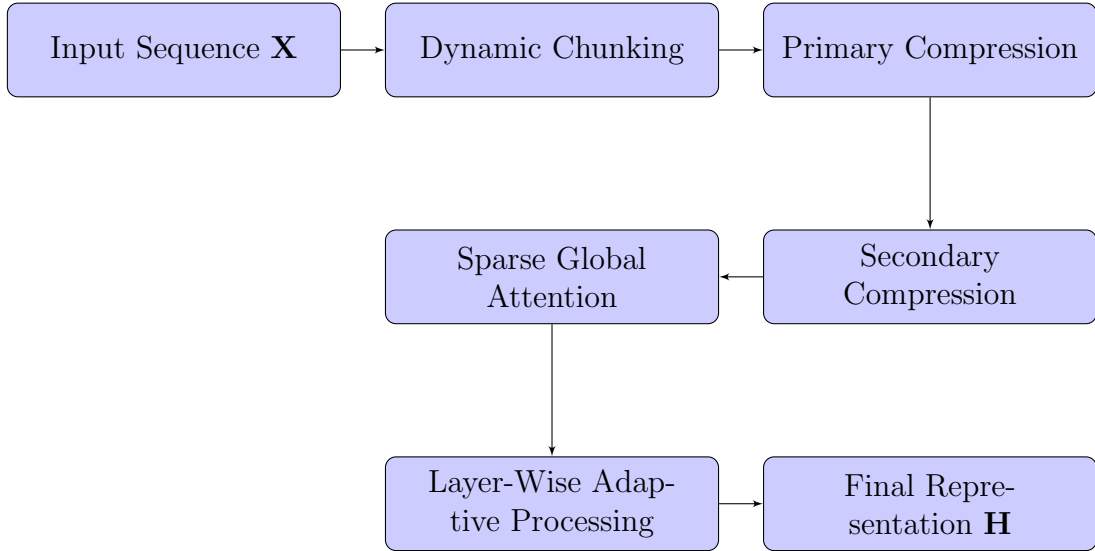 Input Sequence X
Dynamic Chunking
Primary Compression
Sparse Global
Attention
Secondary
Compression
Layer-Wise Adap-
tive Processing
Final Repre-
sentation H